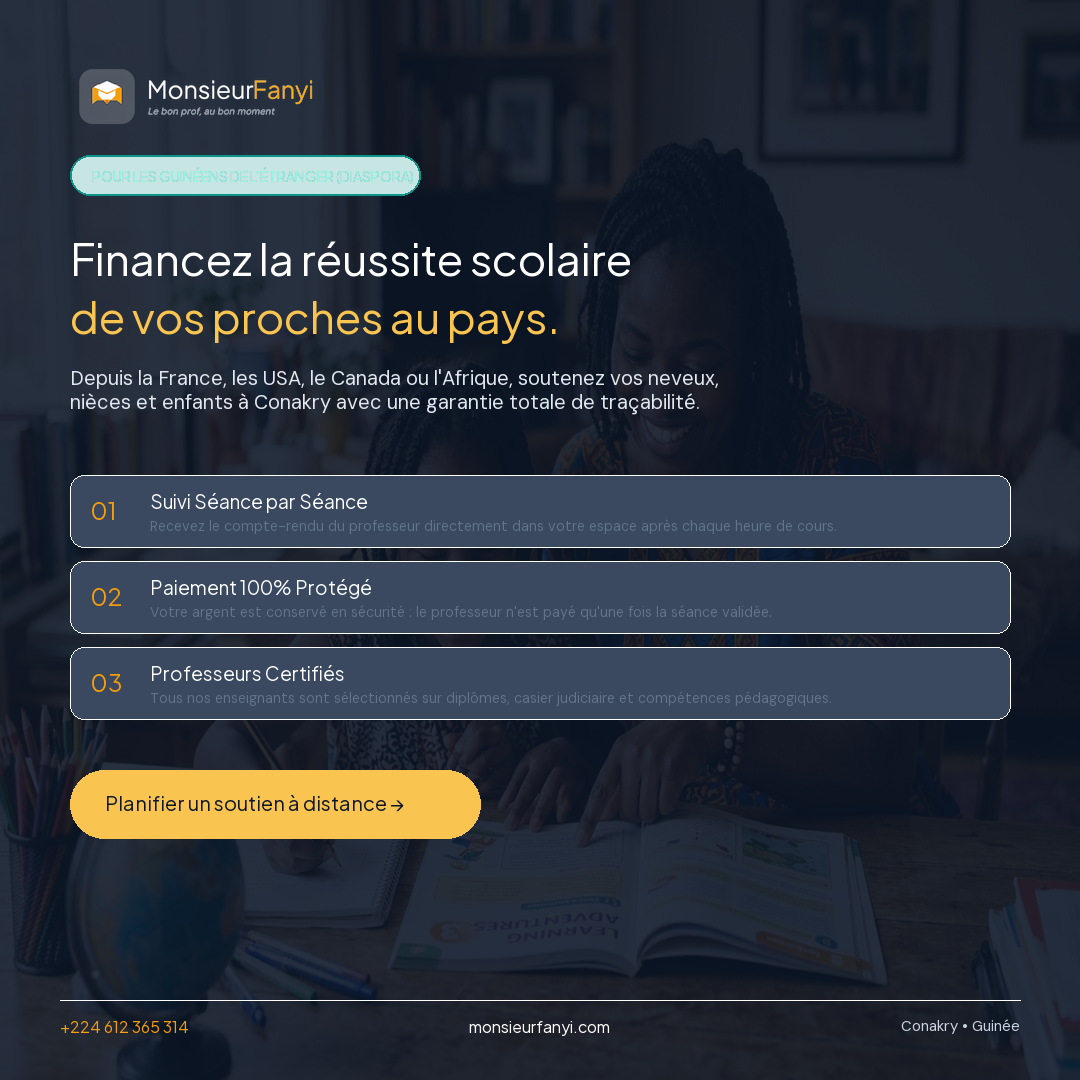 MonsieurFanyi
Le bon prof, au bon moment
POUR LES GUINÉENS DE L'ÉTRANGER (DIASPORA)
Financez la réussite scolaire
de vos proches au pays.
Depuis la France, les USA, le Canada ou l'Afrique, soutenez vos neveux,
nièces et enfants à Conakry avec une garantie totale de traçabilité.
01 Suivi Séance par Séance
Recevez le compte-rendu du professeur directement dans votre espace après chaque heure de cours.
02 Paiement 100% Protégé
Votre argent est conservé en sécurité : le professeur n'est payé qu'une fois la séance validée.
03 Professeurs Certifiés
Tous nos enseignants sont sélectionnés sur diplômes, casier judiciaire et compétences pédagogiques.
Planifier un soutien à distance →
LEARNING
ADVENTURES
3
+224 612 365 314 monsieurfanyi.com Conakry • Guinée